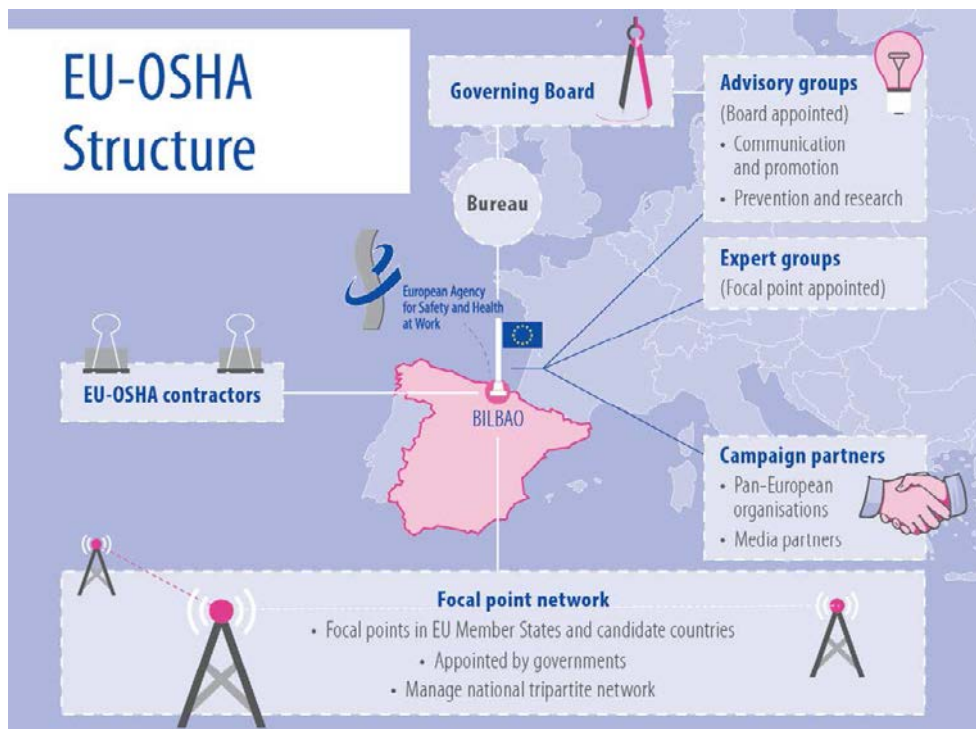 EU-OSHA
Structure
Governing Board
Advisory groups
(Board appointed)
• Communication
and promotion
• Prevention and research
Bureau
Expert groups
(Focal point appointed)
European Agency
for Safety and Health
at Work
EU-OSHA contractors
BILBAO
Campaign partners
• Pan-European
organisations
• Media partners
Focal point network
• Focal points in EU Member States and candidate countries
• Appointed by governments
• Manage national tripartite network